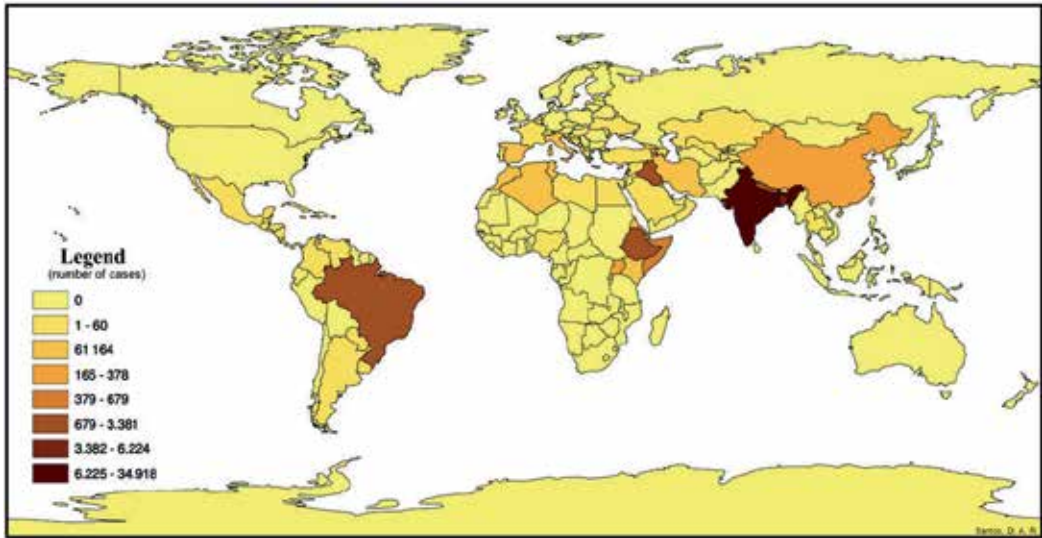 Legend
(number of cases)
0
1 - 60
61 164
165 - 378
379 - 679
679 - 3.381
3.382 - 6.224
6.225 - 34.918
Santos, D. A. R.